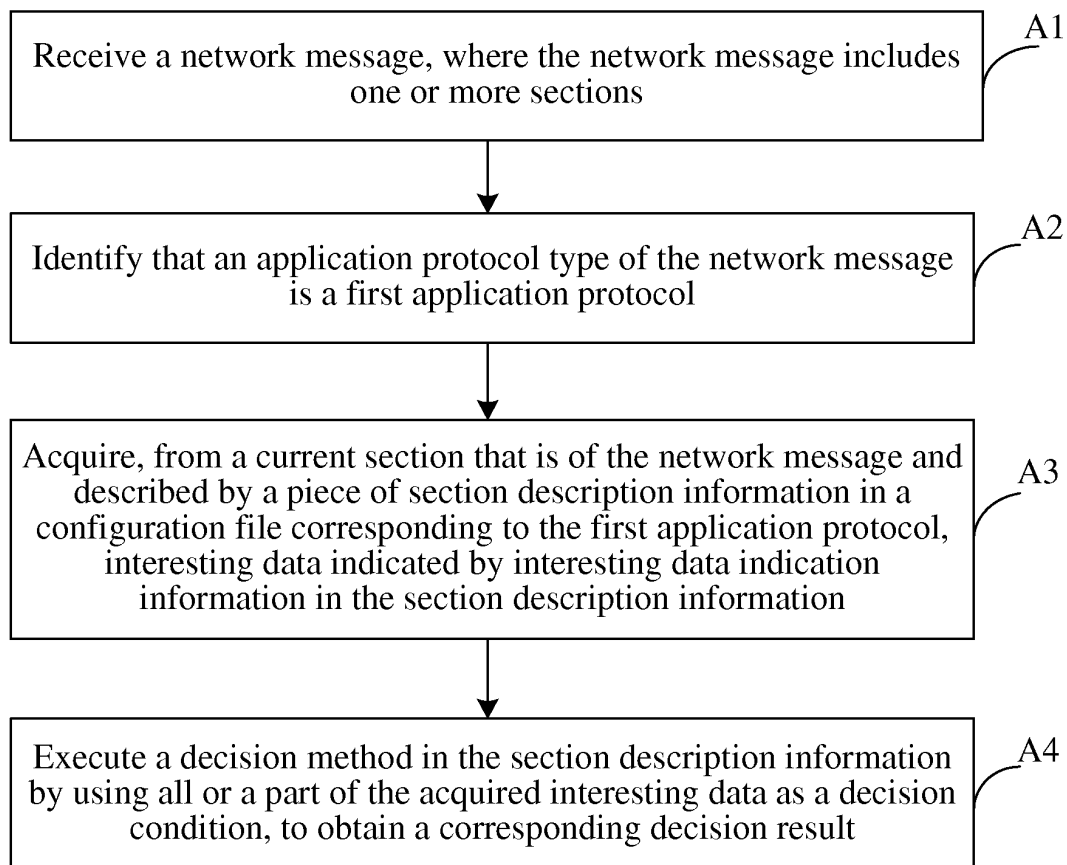 Receive a network message, where the network message includes
one or more sections
A1
Identify that an application protocol type of the network message
is a first application protocol
A2
Acquire, from a current section that is of the network message and
described by a piece of section description information in a
configuration file corresponding to the first application protocol,
interesting data indicated by interesting data indication
information in the section description information
A3
Execute a decision method in the section description information
by using all or a part of the acquired interesting data as a decision
condition, to obtain a corresponding decision result
A4